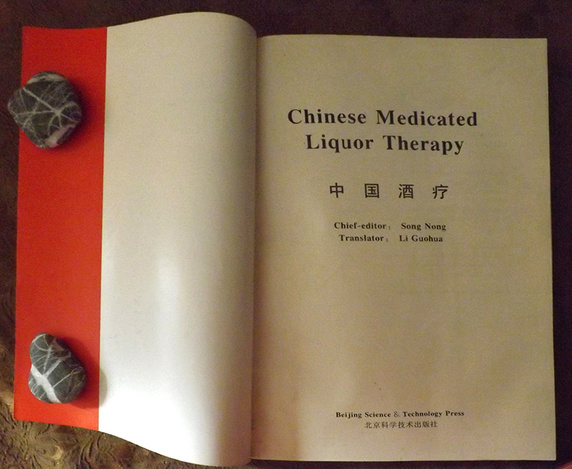 Chinese Medicated
Liquor Therapy
中 国 酒 疗
Chief-editor: Song Nong
Translator: Li Guohua
Beijing Science & Technology Press
北京科学技术出版社